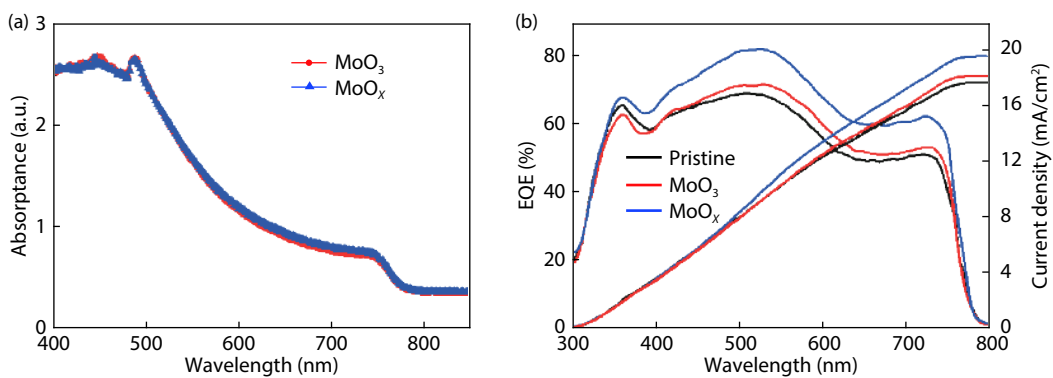 (a)
3
2
1
0
Absorptance (a.u.)
MoO3
MoOX
400 500 600 700 800
Wavelength (nm)
(b)
80
60
40
20
0
EQE (%)
Pristine
MoO3
MoOX
20
16
12
8
4
0
Current density (mA/cm2)
300 400 500 600 700 800
Wavelength (nm)